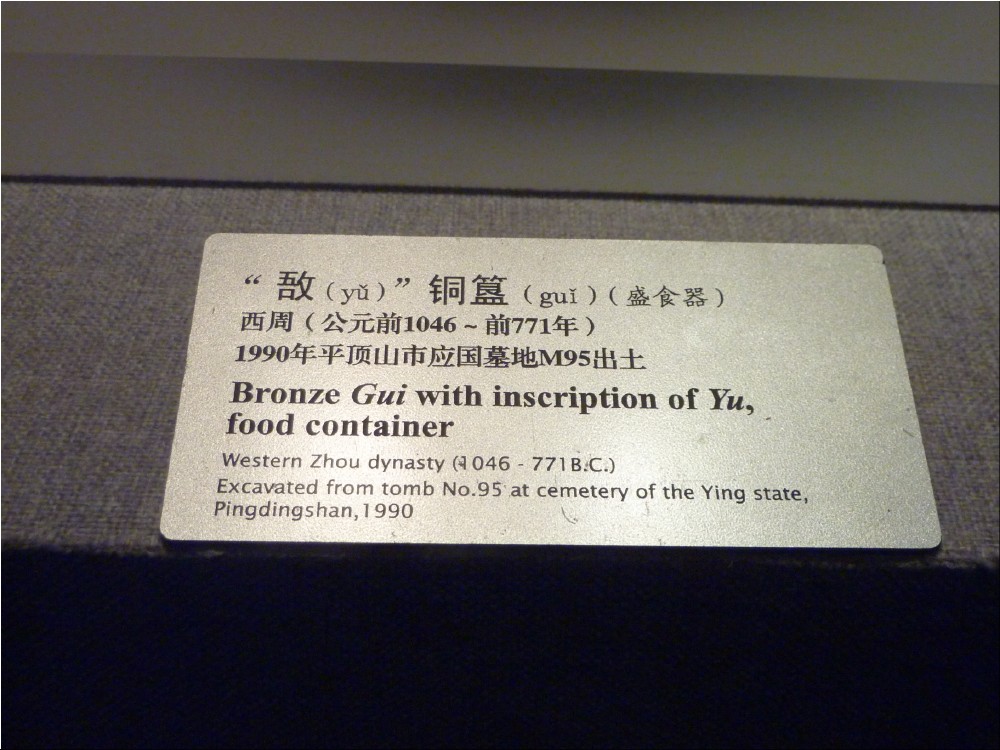 “敔（yǔ）”铜簋（guǐ）（盛食器）
西周（公元前1046～前771年）
1990年平顶山市应国墓地M95出土
Bronze Gui with inscription of Yu,
food container
Western Zhou dynasty (1046 - 771B.C.)
Excavated from tomb No.95 at cemetery of the Ying state,
Pingdingshan,1990